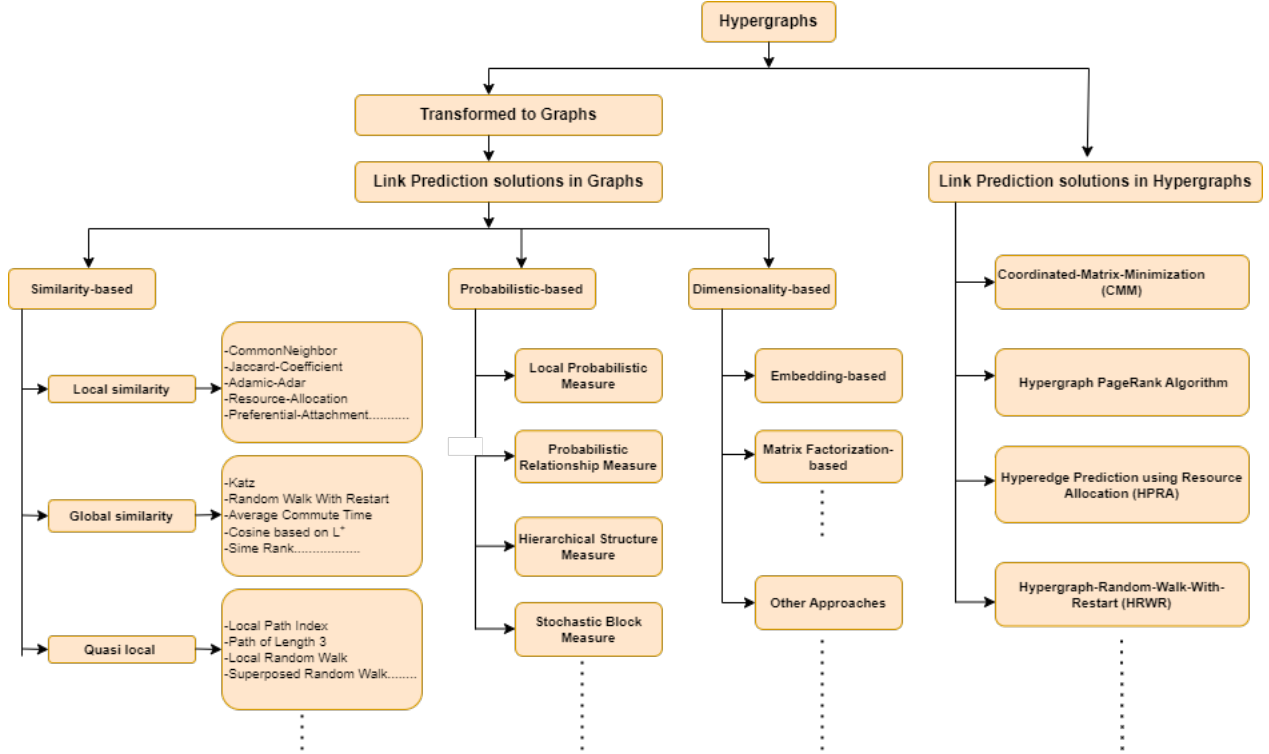 Hypergraphs
Transformed to Graphs
Link Prediction solutions in Graphs
Link Prediction solutions in Hypergraphs
Similarity-based
Probabilistic-based
Dimensionality-based
Local similarity
-CommonNeighbor
-Jaccard-Coefficient
-Adamic-Adar
-Resource-Allocation
-Preferential-Attachment...........
Global similarity
-Katz
-Random Walk With Restart
-Average Commute Time
-Cosine based on L⁺
-Sime Rank...................
Quasi local
-Local Path Index
-Path of Length 3
-Local Random Walk
-Superposed Random Walk........
Local Probabilistic
Measure
Probabilistic
Relationship Measure
Hierarchical Structure
Measure
Stochastic Block
Measure
Embedding-based
Matrix Factorization-
based
Other Approaches
Coordinated-Matrix-Minimization
(CMM)
Hypergraph PageRank Algorithm
Hyperedge Prediction using Resource
Allocation (HPRA)
Hypergraph-Random-Walk-With-
Restart (HRWR)